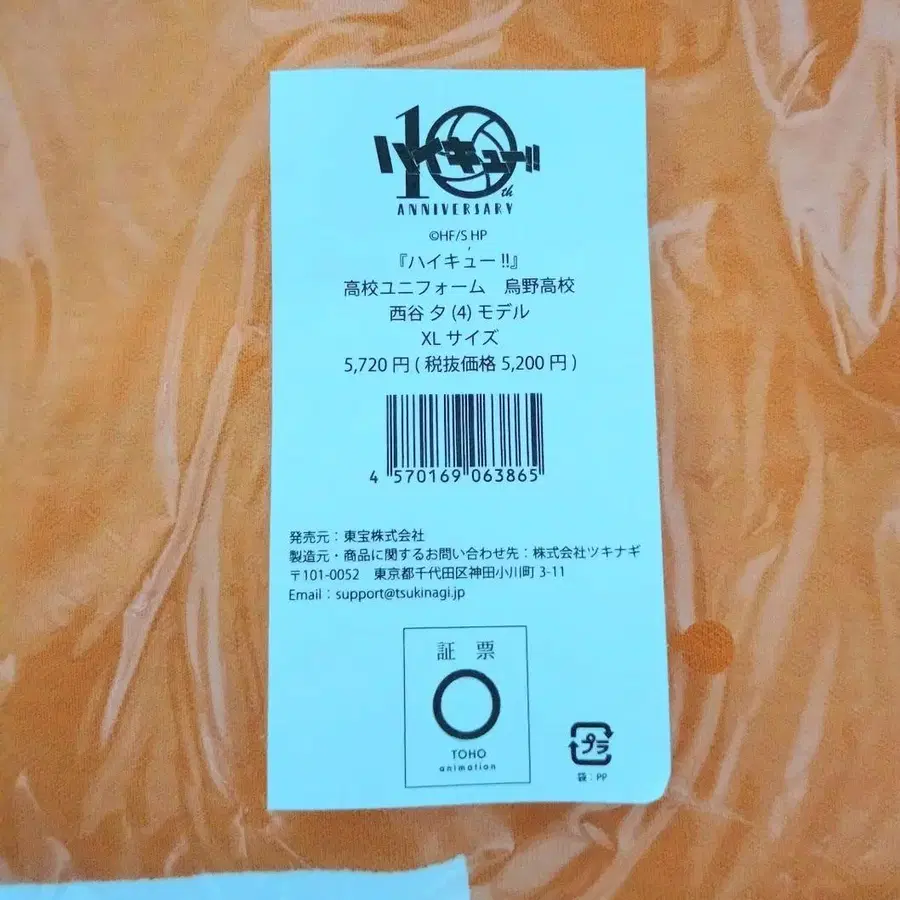 10th
ハイキュー!!
ANNIVERSARY
©HF/S HP
『ハイキュー!!』
高校ユニフォーム　烏野高校
西谷 夕 (4) モデル
XL サイズ
5,720 円 ( 税抜価格 5,200 円 )
4 570169 063865
発売元：東宝株式会社
製造元・商品に関するお問い合わせ先：株式会社ツキナギ
〒101-0052　東京都千代田区神田小川町 3-11
Email：support@tsukinagi.jp
証 票
TOHO
animation
プラ
袋：PP